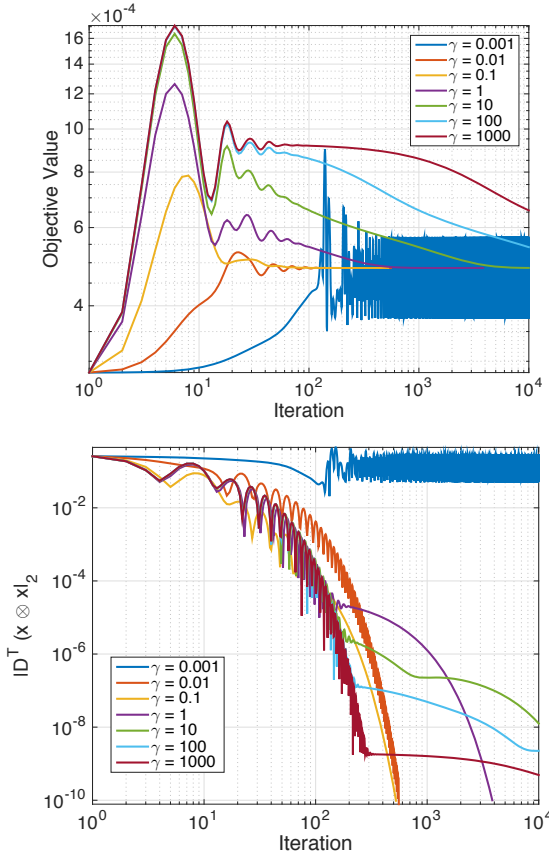 ×10⁻⁴
16
14
12
10
8
6
4
Objective Value
γ = 0.001
γ = 0.01
γ = 0.1
γ = 1
γ = 10
γ = 100
γ = 1000
10⁰ 10¹ 10² 10³ 10⁴
Iteration
10⁻²
10⁻⁴
10⁻⁶
10⁻⁸
10⁻¹⁰
|Dᵀ (x ⊗ x|₂
γ = 0.001
γ = 0.01
γ = 0.1
γ = 1
γ = 10
γ = 100
γ = 1000
10⁰ 10¹ 10² 10³ 10⁴
Iteration